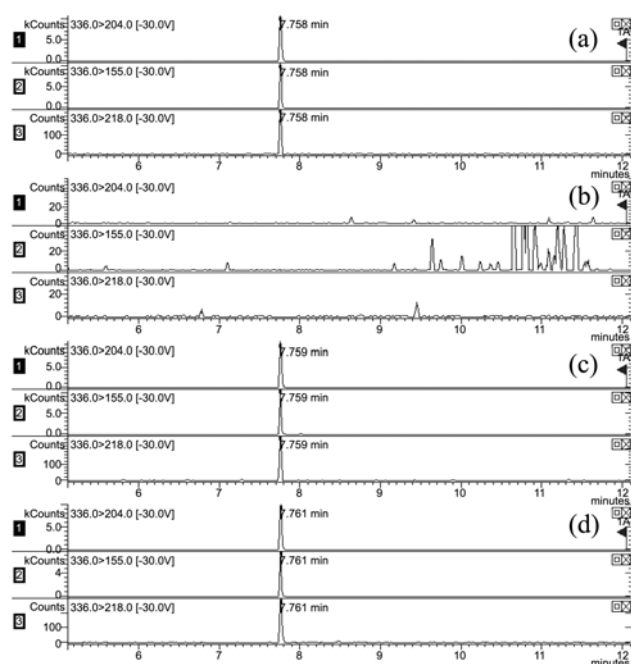 kCounts 336.0>204.0 [-30.0V] 7.758 min (a)
1 5.0 1A
0.0
kCounts 336.0>155.0 [-30.0V] 7.758 min
2 5.0
0.0
Counts 336.0>218.0 [-30.0V] 7.758 min
3 100
0
6 7 8 9 10 11 12
minutes
Counts 336.0>204.0 [-30.0V] (b)
1 20 1A
0
Counts 336.0>155.0 [-30.0V]
2 20
0
Counts 336.0>218.0 [-30.0V]
3 20
0
6 7 8 9 10 11 12
minutes
kCounts 336.0>204.0 [-30.0V] 7.759 min (c)
1 5.0 1A
0.0
kCounts 336.0>155.0 [-30.0V] 7.759 min
2 5.0
0.0
Counts 336.0>218.0 [-30.0V] 7.759 min
3 100
0
6 7 8 9 10 11 12
minutes
kCounts 336.0>204.0 [-30.0V] 7.761 min (d)
1 5.0 1A
0.0
kCounts 336.0>155.0 [-30.0V] 7.761 min
2 4
0
Counts 336.0>218.0 [-30.0V] 7.761 min
3 100
0
6 7 8 9 10 11 12
minutes